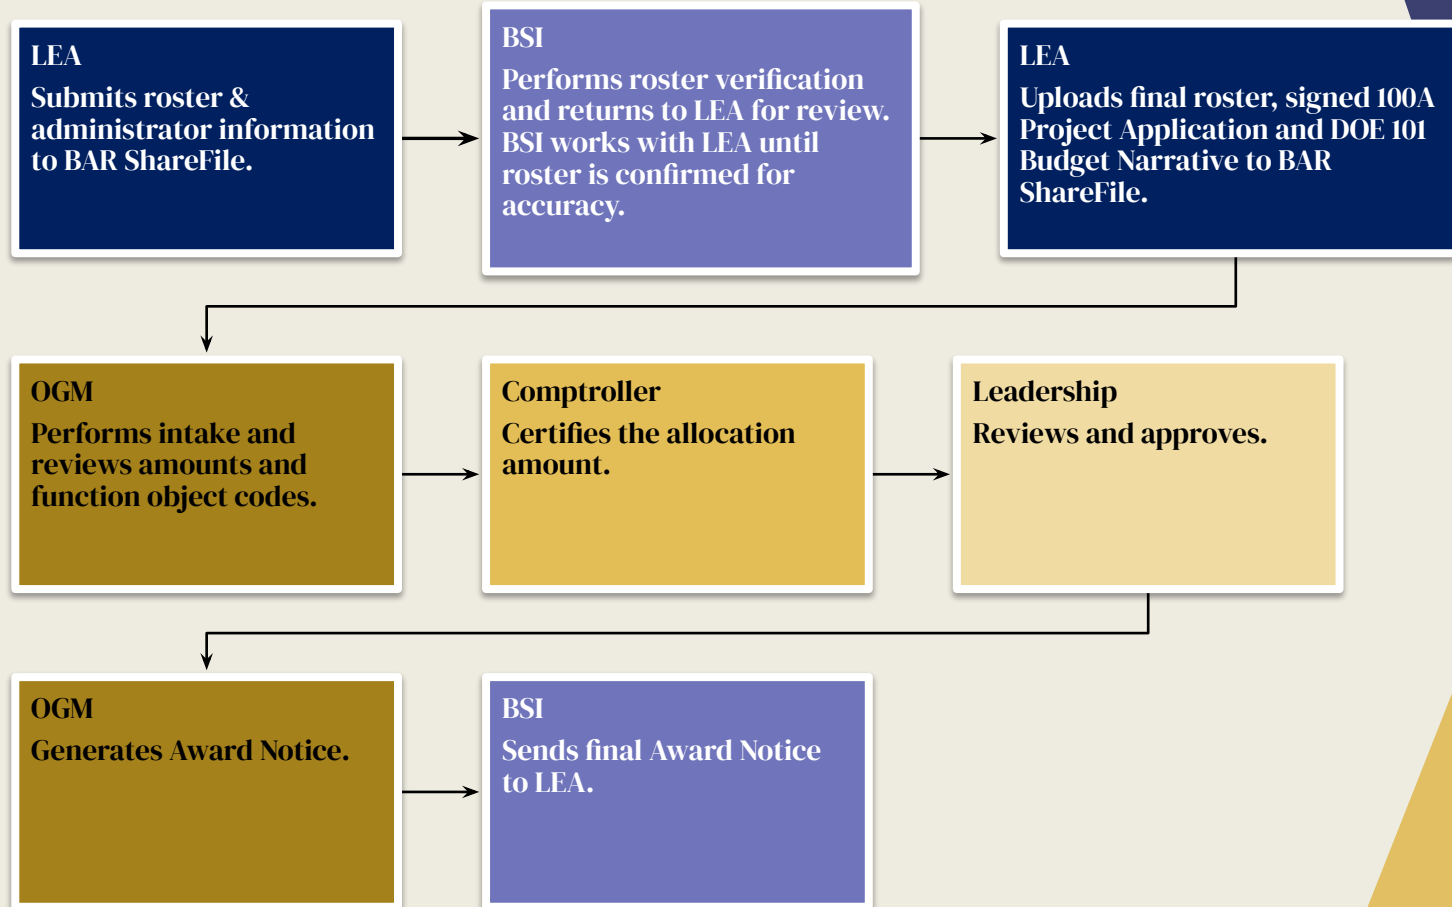 LEA
Submits roster &
administrator information
to BAR ShareFile.
BSI
Performs roster verification
and returns to LEA for review.
BSI works with LEA until
roster is confirmed for
accuracy.
LEA
Uploads final roster, signed 100A
Project Application and DOE 101
Budget Narrative to BAR
ShareFile.
OGM
Performs intake and
reviews amounts and
function object codes.
Comptroller
Certifies the allocation
amount.
Leadership
Reviews and approves.
OGM
Generates Award Notice.
BSI
Sends final Award Notice
to LEA.